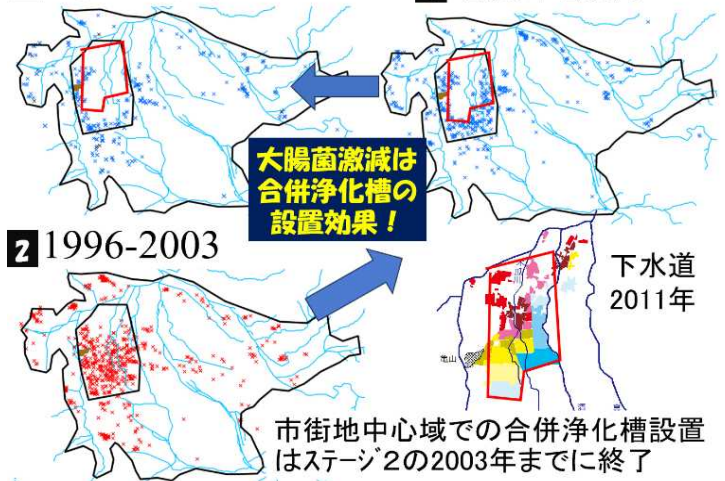 大腸菌激減は
合併浄化槽の
設置効果！
2 1996-2003
下水道
2011年
亀山
市街地中心域での合併浄化槽設置
はｽﾃｰｼﾞ2の2003年までに終了